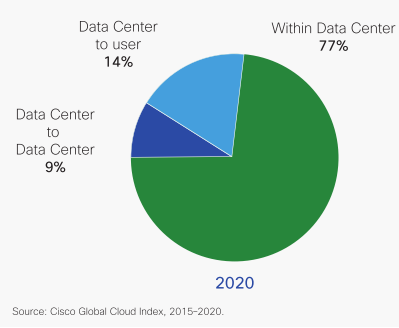 Data Center
to user
14%
Within Data Center
77%
Data Center
to
Data Center
9%
2020
Source: Cisco Global Cloud Index, 2015–2020.